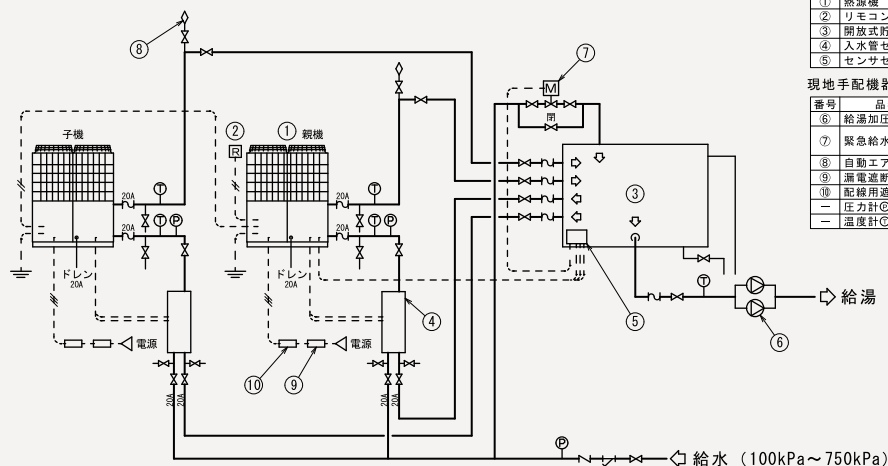 ① 熱源機
② リモコン
③ 開放式貯
④ 入水管セ
⑤ センサセ
現地手配機器
番号 品
⑥ 給湯加圧
⑦ 緊急給水
⑧ 自動エア
⑨ 漏電遮断
⑩ 配線用遮
－ 圧力計Ⓟ
－ 温度計Ⓣ
⑧
⑦
M
閉
子機
② ① 親機
R
20A T 20A T
③
20A T P 20A T P
ドレン
20A
ドレン
20A
T
給湯
④ ⑤ ⑥
電源 電源
⑩ ⑨
20A 20A 20A 20A
P
給水 (100kPa～750kPa)